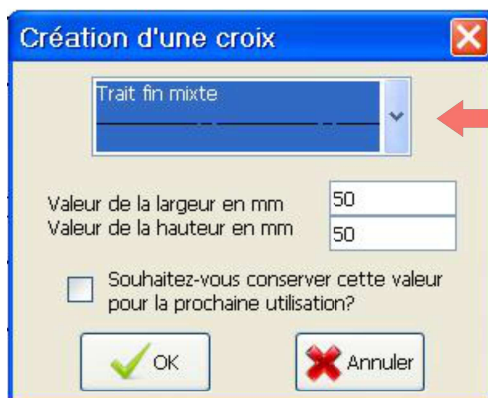 Création d'une croix
Trait fin mixte
Valeur de la largeur en mm 50
Valeur de la hauteur en mm 50
Souhaitez-vous conserver cette valeur
pour la prochaine utilisation?
OK Annuler